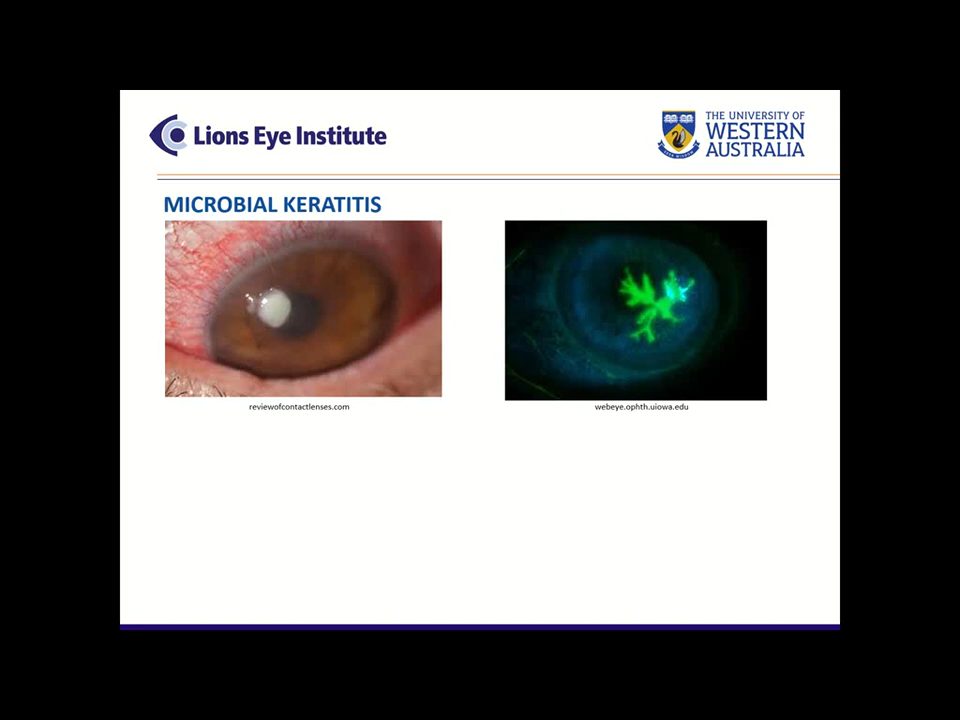 Lions Eye Institute
THE UNIVERSITY OF
WESTERN
AUSTRALIA
MICROBIAL KERATITIS
reviewofcontactlenses.com
webeye.ophth.uiowa.edu